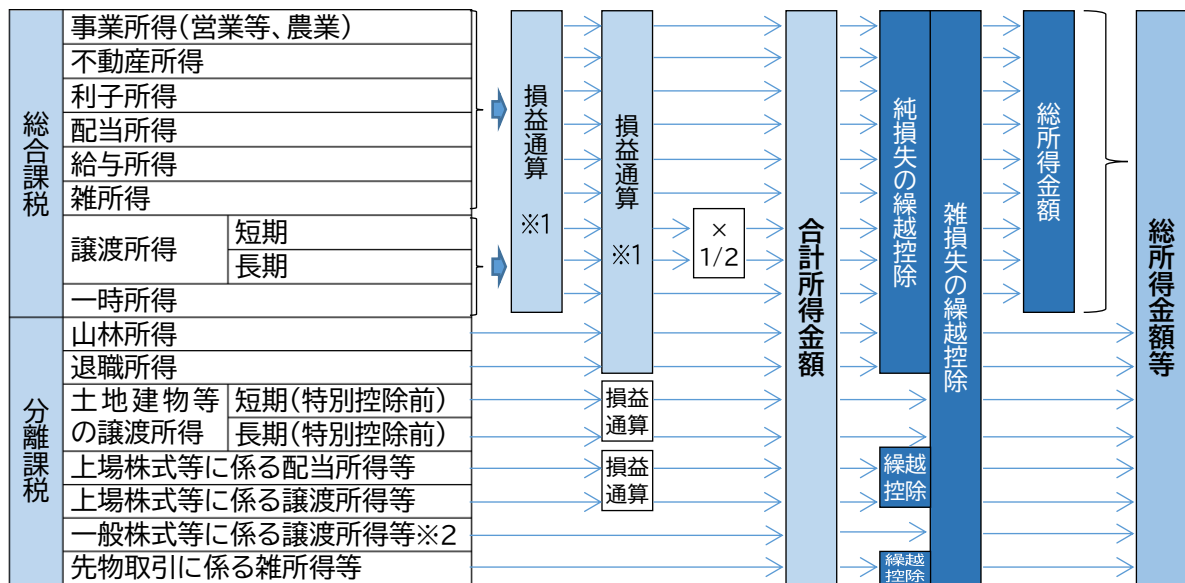 総合課税
事業所得(営業等、農業)
不動産所得
利子所得
配当所得
給与所得
雑所得
譲渡所得
短期
長期
一時所得
分離課税
山林所得
退職所得
土地建物等
の譲渡所得
短期(特別控除前)
長期(特別控除前)
上場株式等に係る配当所得等
上場株式等に係る譲渡所得等
一般株式等に係る譲渡所得等※2
先物取引に係る雑所得等
損益通算
※1
損益通算
※1
損益
通算
損益
通算
×
1/2
合計所得金額
純損失の繰越控除
繰越
控除
繰越
控除
雑損失の繰越控除
総所得金額
総所得金額等